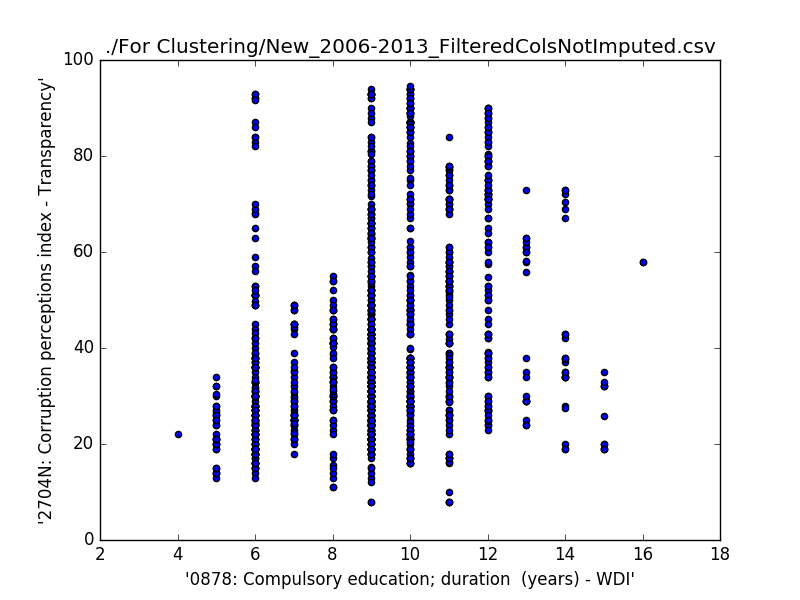 ./For Clustering/New_2006-2013_FilteredColsNotImputed.csv
100
80
60
40
20
0
'2704N: Corruption perceptions index - Transparency'
2 4 6 8 10 12 14 16 18
'0878: Compulsory education; duration  (years) - WDI'